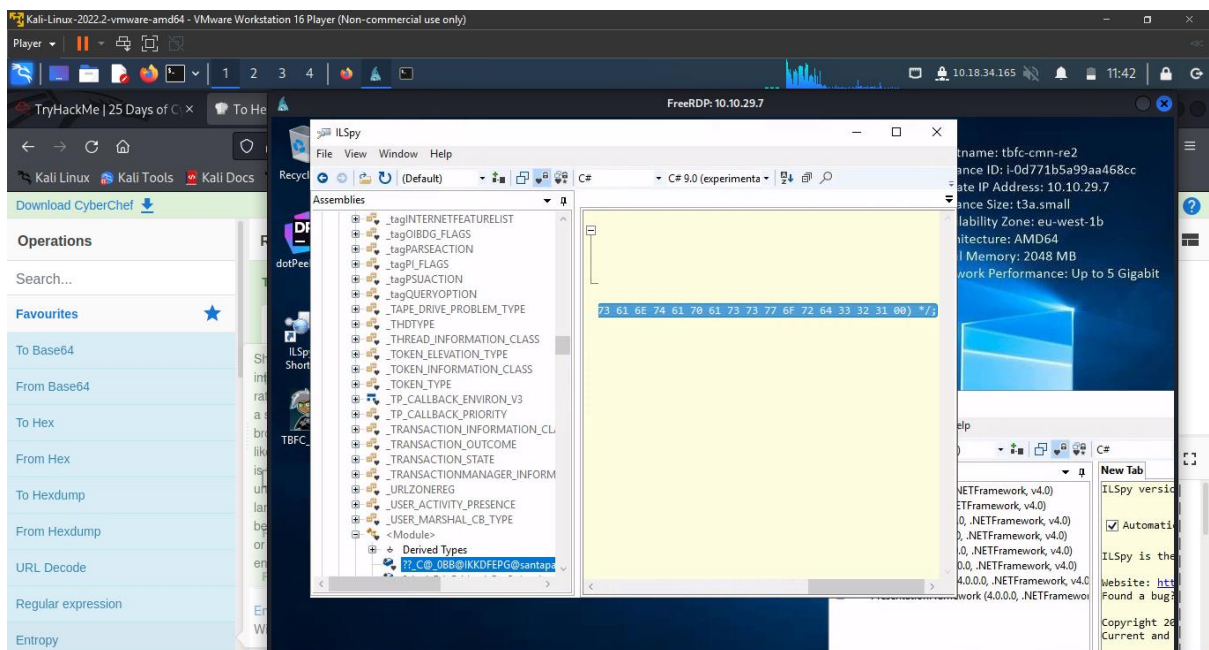 Kali-Linux-2022.2-vmware-amd64 - VMware Workstation 16 Player (Non-commercial use only)
Player
1 2 3 4
10.18.34.165
11:42
TryHackMe | 25 Days of C
To He
FreeRDP: 10.10.29.7
Kali Linux
Kali Tools
Kali Docs
Download CyberChef
Operations
Search...
Favourites
To Base64
From Base64
To Hex
From Hex
To Hexdump
From Hexdump
URL Decode
Regular expression
Entropy
Recycl
dotPee
ILSp
Short
TBFC_
ILSpy
File View Window Help
(Default)
C#
C# 9.0 (experimenta
Assemblies
_tagINTERNETFEATURELIST
_tagOIBDG_FLAGS
_tagPARSEACTION
_tagPI_FLAGS
_tagPSUACTION
_tagQUERYOPTION
_TAPE_DRIVE_PROBLEM_TYPE
_THDTYPE
_THREAD_INFORMATION_CLASS
_TOKEN_ELEVATION_TYPE
_TOKEN_INFORMATION_CLASS
_TOKEN_TYPE
_TP_CALLBACK_ENVIRON_V3
_TP_CALLBACK_PRIORITY
_TRANSACTION_INFORMATION_CL
_TRANSACTION_OUTCOME
_TRANSACTION_STATE
_TRANSACTIONMANAGER_INFORM
_URLZONEREG
_USER_ACTIVITY_PRESENCE
_USER_MARSHAL_CB_TYPE
<Module>
Derived Types
??_C@_0BB@IKKDFEPG@santapa
73 61 6E 74 61 70 61 73 73 77 6F 72 64 33 32 31 00) */;
tname: tbfc-cmn-re2
ance ID: i-0d771b5a99aa468cc
ate IP Address: 10.10.29.7
ance Size: t3a.small
lability Zone: eu-west-1b
hitecture: AMD64
l Memory: 2048 MB
work Performance: Up to 5 Gigabit
elp
C#
New Tab
NETFramework, v4.0)
ETFramework, v4.0)
.0, .NETFramework, v4.0)
0, .NETFramework, v4.0)
.0, .NETFramework, v4.0)
0.0, .NETFramework, v4.0)
4.0.0.0, .NETFramework, v4.0
work (4.0.0.0, .NETFramewor
ILSpy versic
Automatic
ILSpy is the
Website: htt
Found a bug?
Copyright 20
Current and